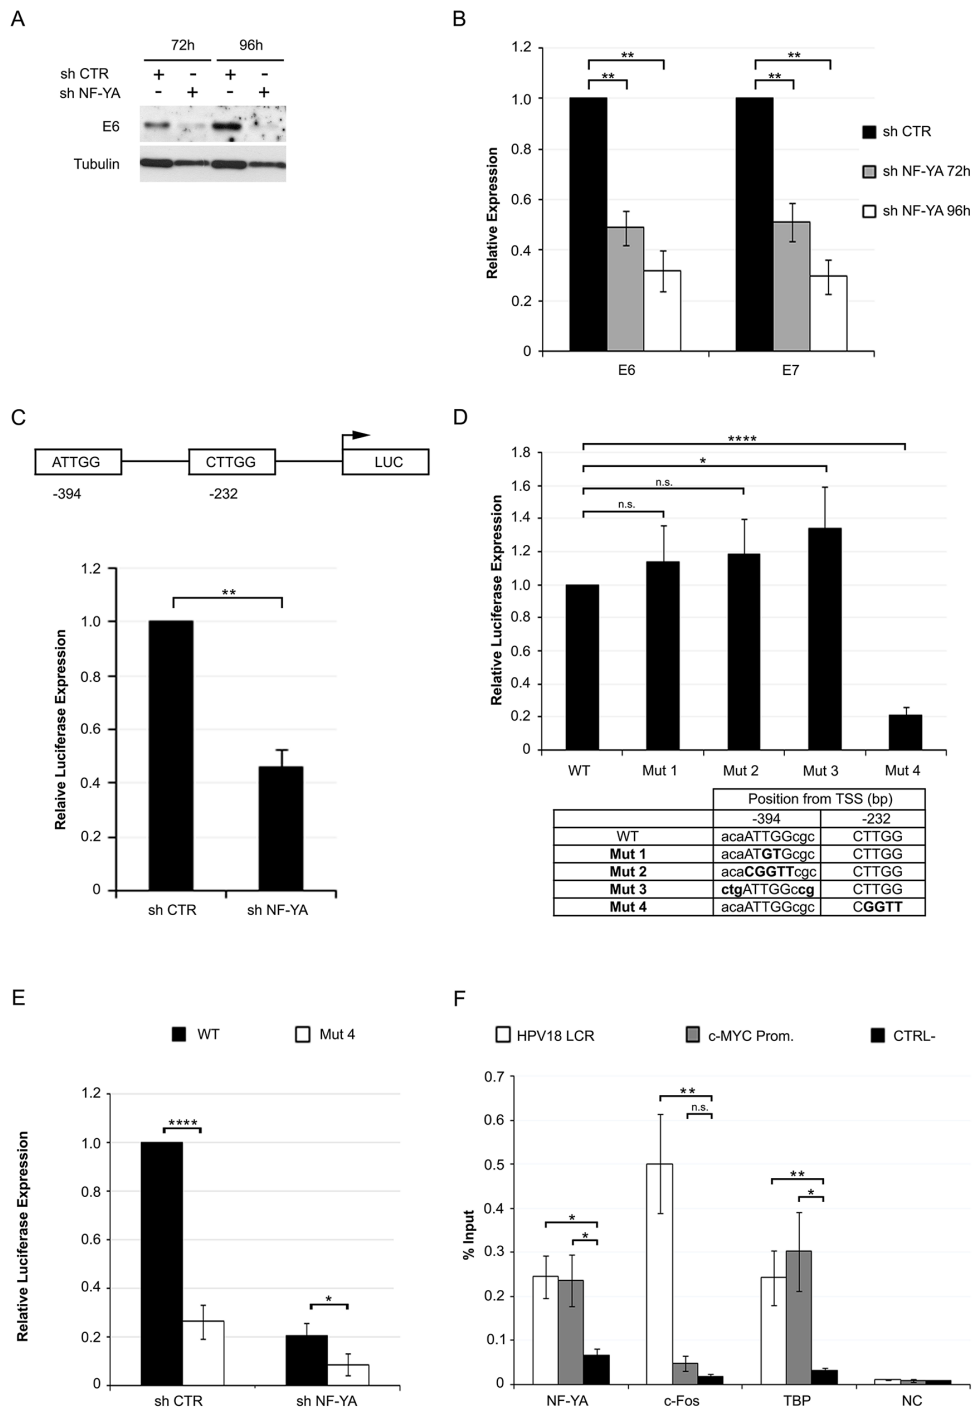 A
72h 96h
sh CTR + - + -
sh NF-YA - + - +
E6
Tubulin
B
Relative Expression
1.2
1.0
0.8
0.6
0.4
0.2
0
** **
** **
E6 E7
sh CTR
sh NF-YA 72h
sh NF-YA 96h
C
ATTGG CTTGG LUC
-394 -232
Relaive Luciferase Expression
1.2
1.0
0.8
0.6
0.4
0.2
0
**
sh CTR sh NF-YA
D
Relative Luciferase Expression
1.8
1.6
1.4
1.2
1.0
0.8
0.6
0.4
0.2
0
****
*
n.s.
n.s.
WT Mut 1 Mut 2 Mut 3 Mut 4
Position from TSS (bp)
-394 -232
WT acaATTGGcgc CTTGG
Mut 1 acaATGTGcgc CTTGG
Mut 2 acaCGGTTcgc CTTGG
Mut 3 ctgATTGGccg CTTGG
Mut 4 acaATTGGcgc CGGTT
E
WT Mut 4
Relative Luciferase Expression
1.2
1.0
0.8
0.6
0.4
0.2
0
****
*
sh CTR sh NF-YA
F
HPV18 LCR c-MYC Prom. CTRL-
% Input
0.7
0.6
0.5
0.4
0.3
0.2
0.1
0
*
*
**
n.s.
**
*
NF-YA c-Fos TBP NC